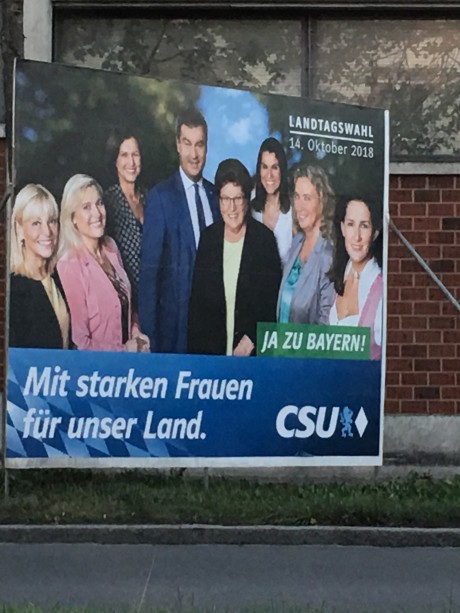 LANDTAGSWAHL
14. Oktober 2018
JA ZU BAYERN!
Mit starken Frauen
für unser Land.
CSU